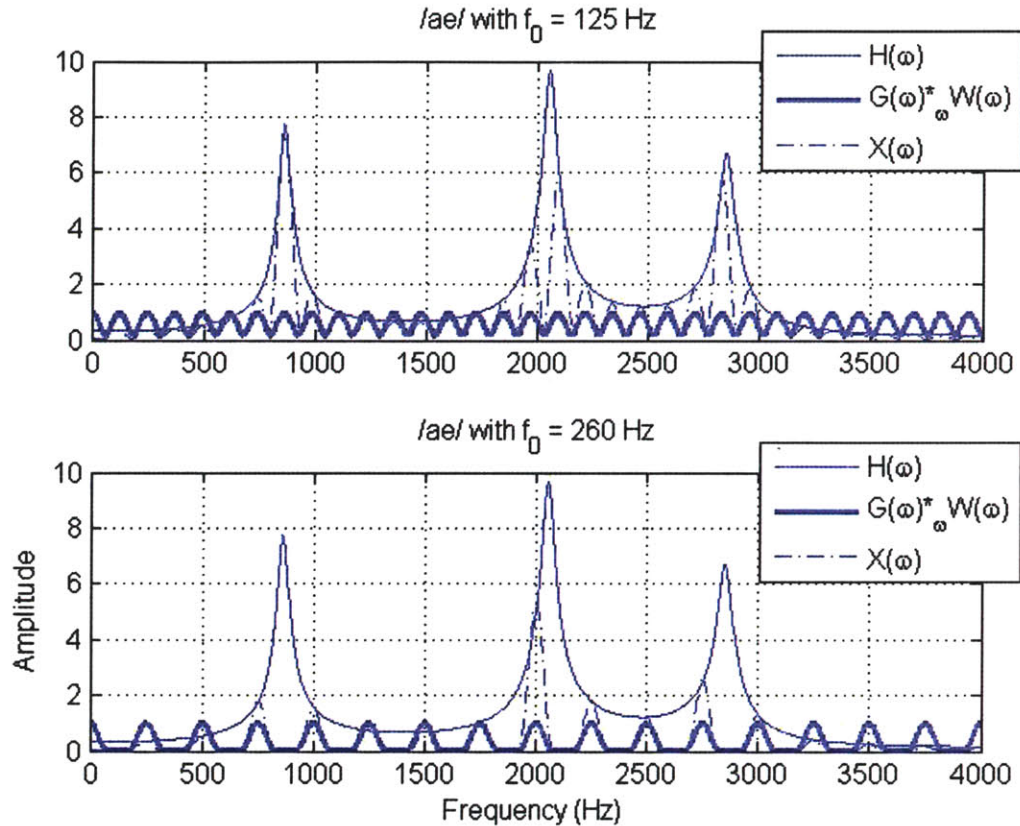 /ae/ with f₀ = 125 Hz
H(ω)
G(ω)*ωW(ω)
X(ω)
10
8
6
4
2
0
0 500 1000 1500 2000 2500 3000 3500 4000
/ae/ with f₀ = 260 Hz
H(ω)
G(ω)*ωW(ω)
X(ω)
Amplitude
10
8
6
4
2
0
0 500 1000 1500 2000 2500 3000 3500 4000
Frequency (Hz)